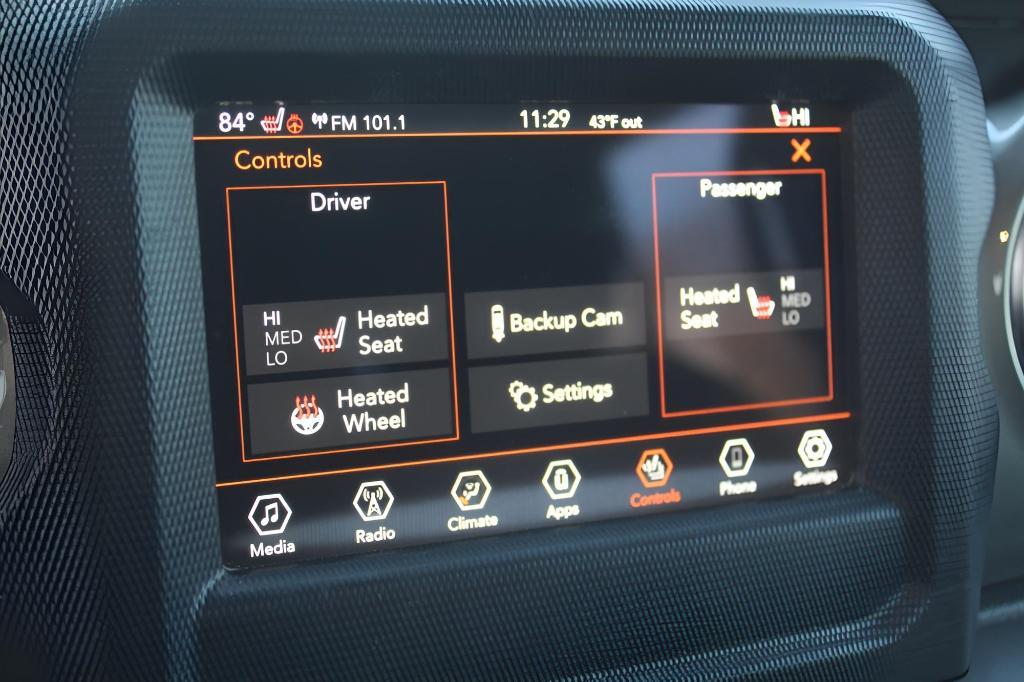 84° FM 101.1 11:29 43°F out HI
Controls X
Driver
HI
MED
LO
Heated
Seat
Heated
Wheel
Backup Cam
Settings
Passenger
Heated
Seat
HI
MED
LO
Media Radio Climate Apps Controls Phone Settings